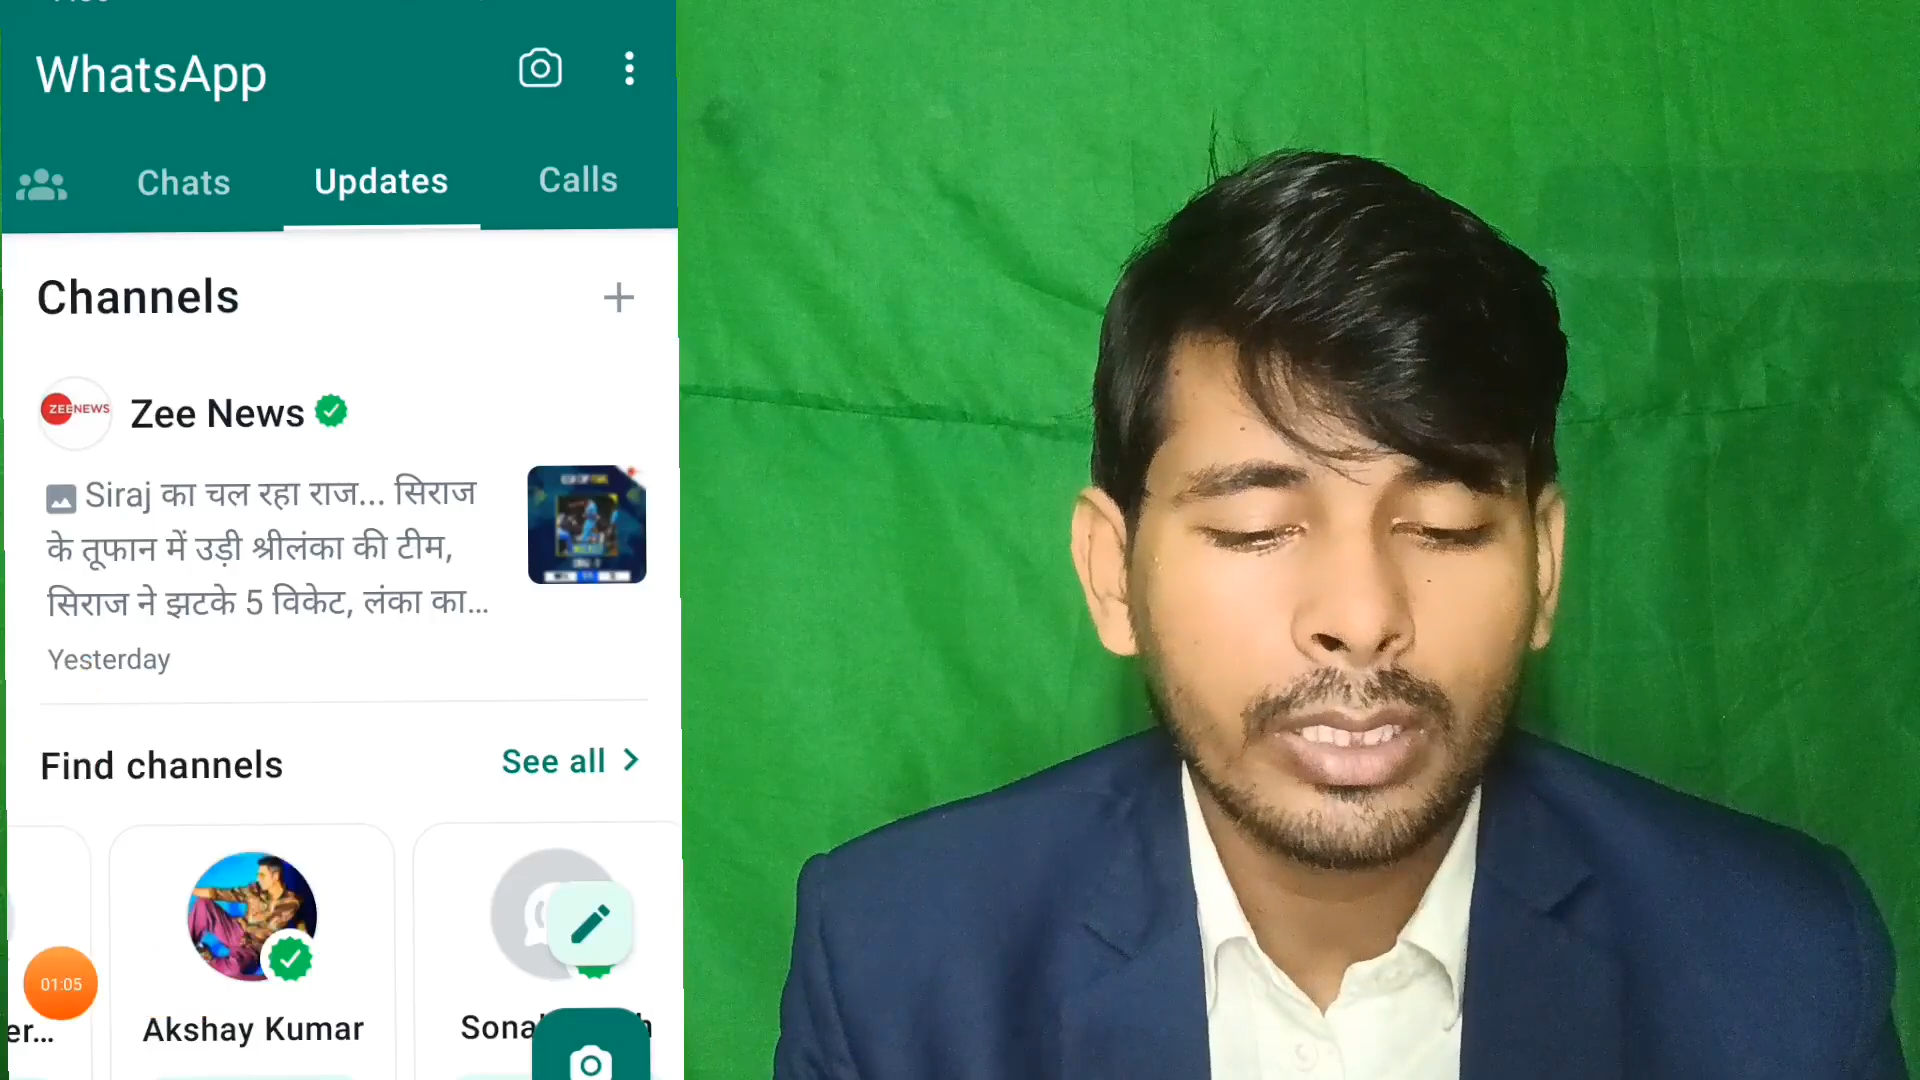 WhatsApp
Chats
Updates
Calls
Channels
ZEENEWS
Zee News
Siraj का चल रहा राज... सिराज
के तूफान में उड़ी श्रीलंका की टीम,
सिराज ने झटके 5 विकेट, लंका का...
Yesterday
Find channels
See all
01:05
er...
Akshay Kumar
Sona